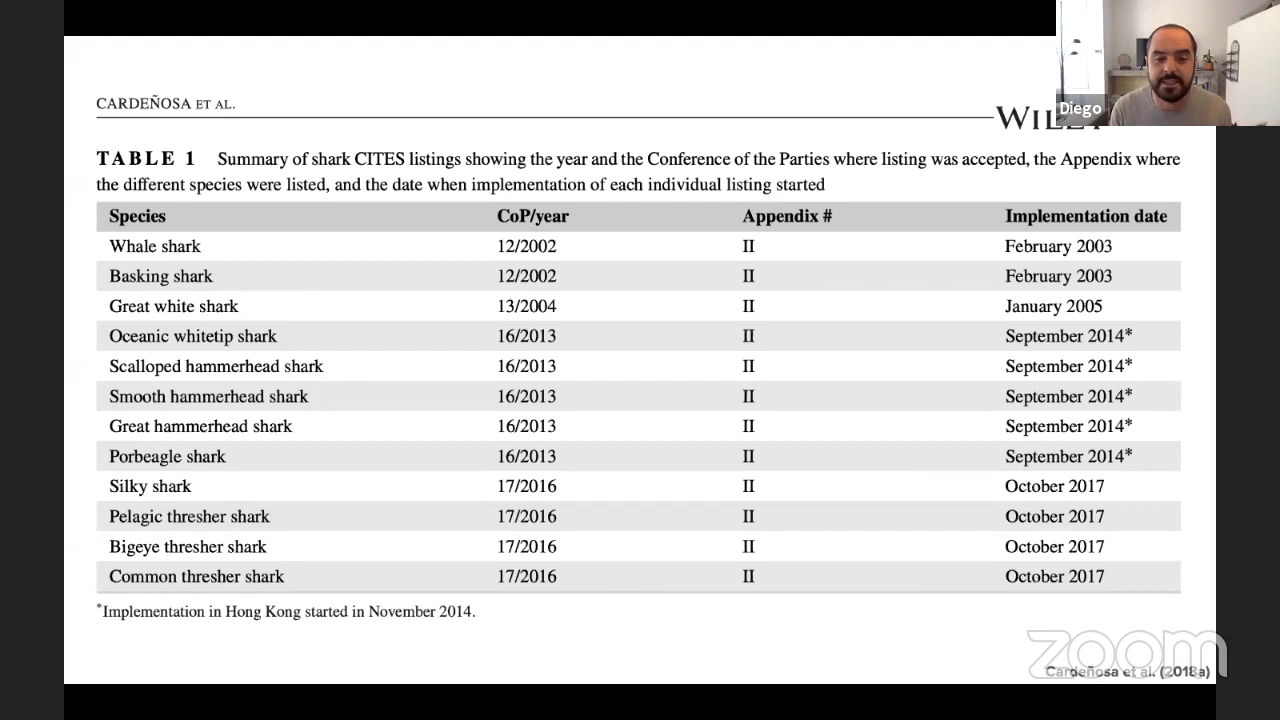 CARDEÑOSA ET AL.
Diego
TABLE 1 Summary of shark CITES listings showing the year and the Conference of the Parties where listing was accepted, the Appendix where
the different species were listed, and the date when implementation of each individual listing started
Species CoP/year Appendix # Implementation date
Whale shark 12/2002 II February 2003
Basking shark 12/2002 II February 2003
Great white shark 13/2004 II January 2005
Oceanic whitetip shark 16/2013 II September 2014*
Scalloped hammerhead shark 16/2013 II September 2014*
Smooth hammerhead shark 16/2013 II September 2014*
Great hammerhead shark 16/2013 II September 2014*
Porbeagle shark 16/2013 II September 2014*
Silky shark 17/2016 II October 2017
Pelagic thresher shark 17/2016 II October 2017
Bigeye thresher shark 17/2016 II October 2017
Common thresher shark 17/2016 II October 2017
*Implementation in Hong Kong started in November 2014.
zoom
Cardeñosa et al. (2018a)